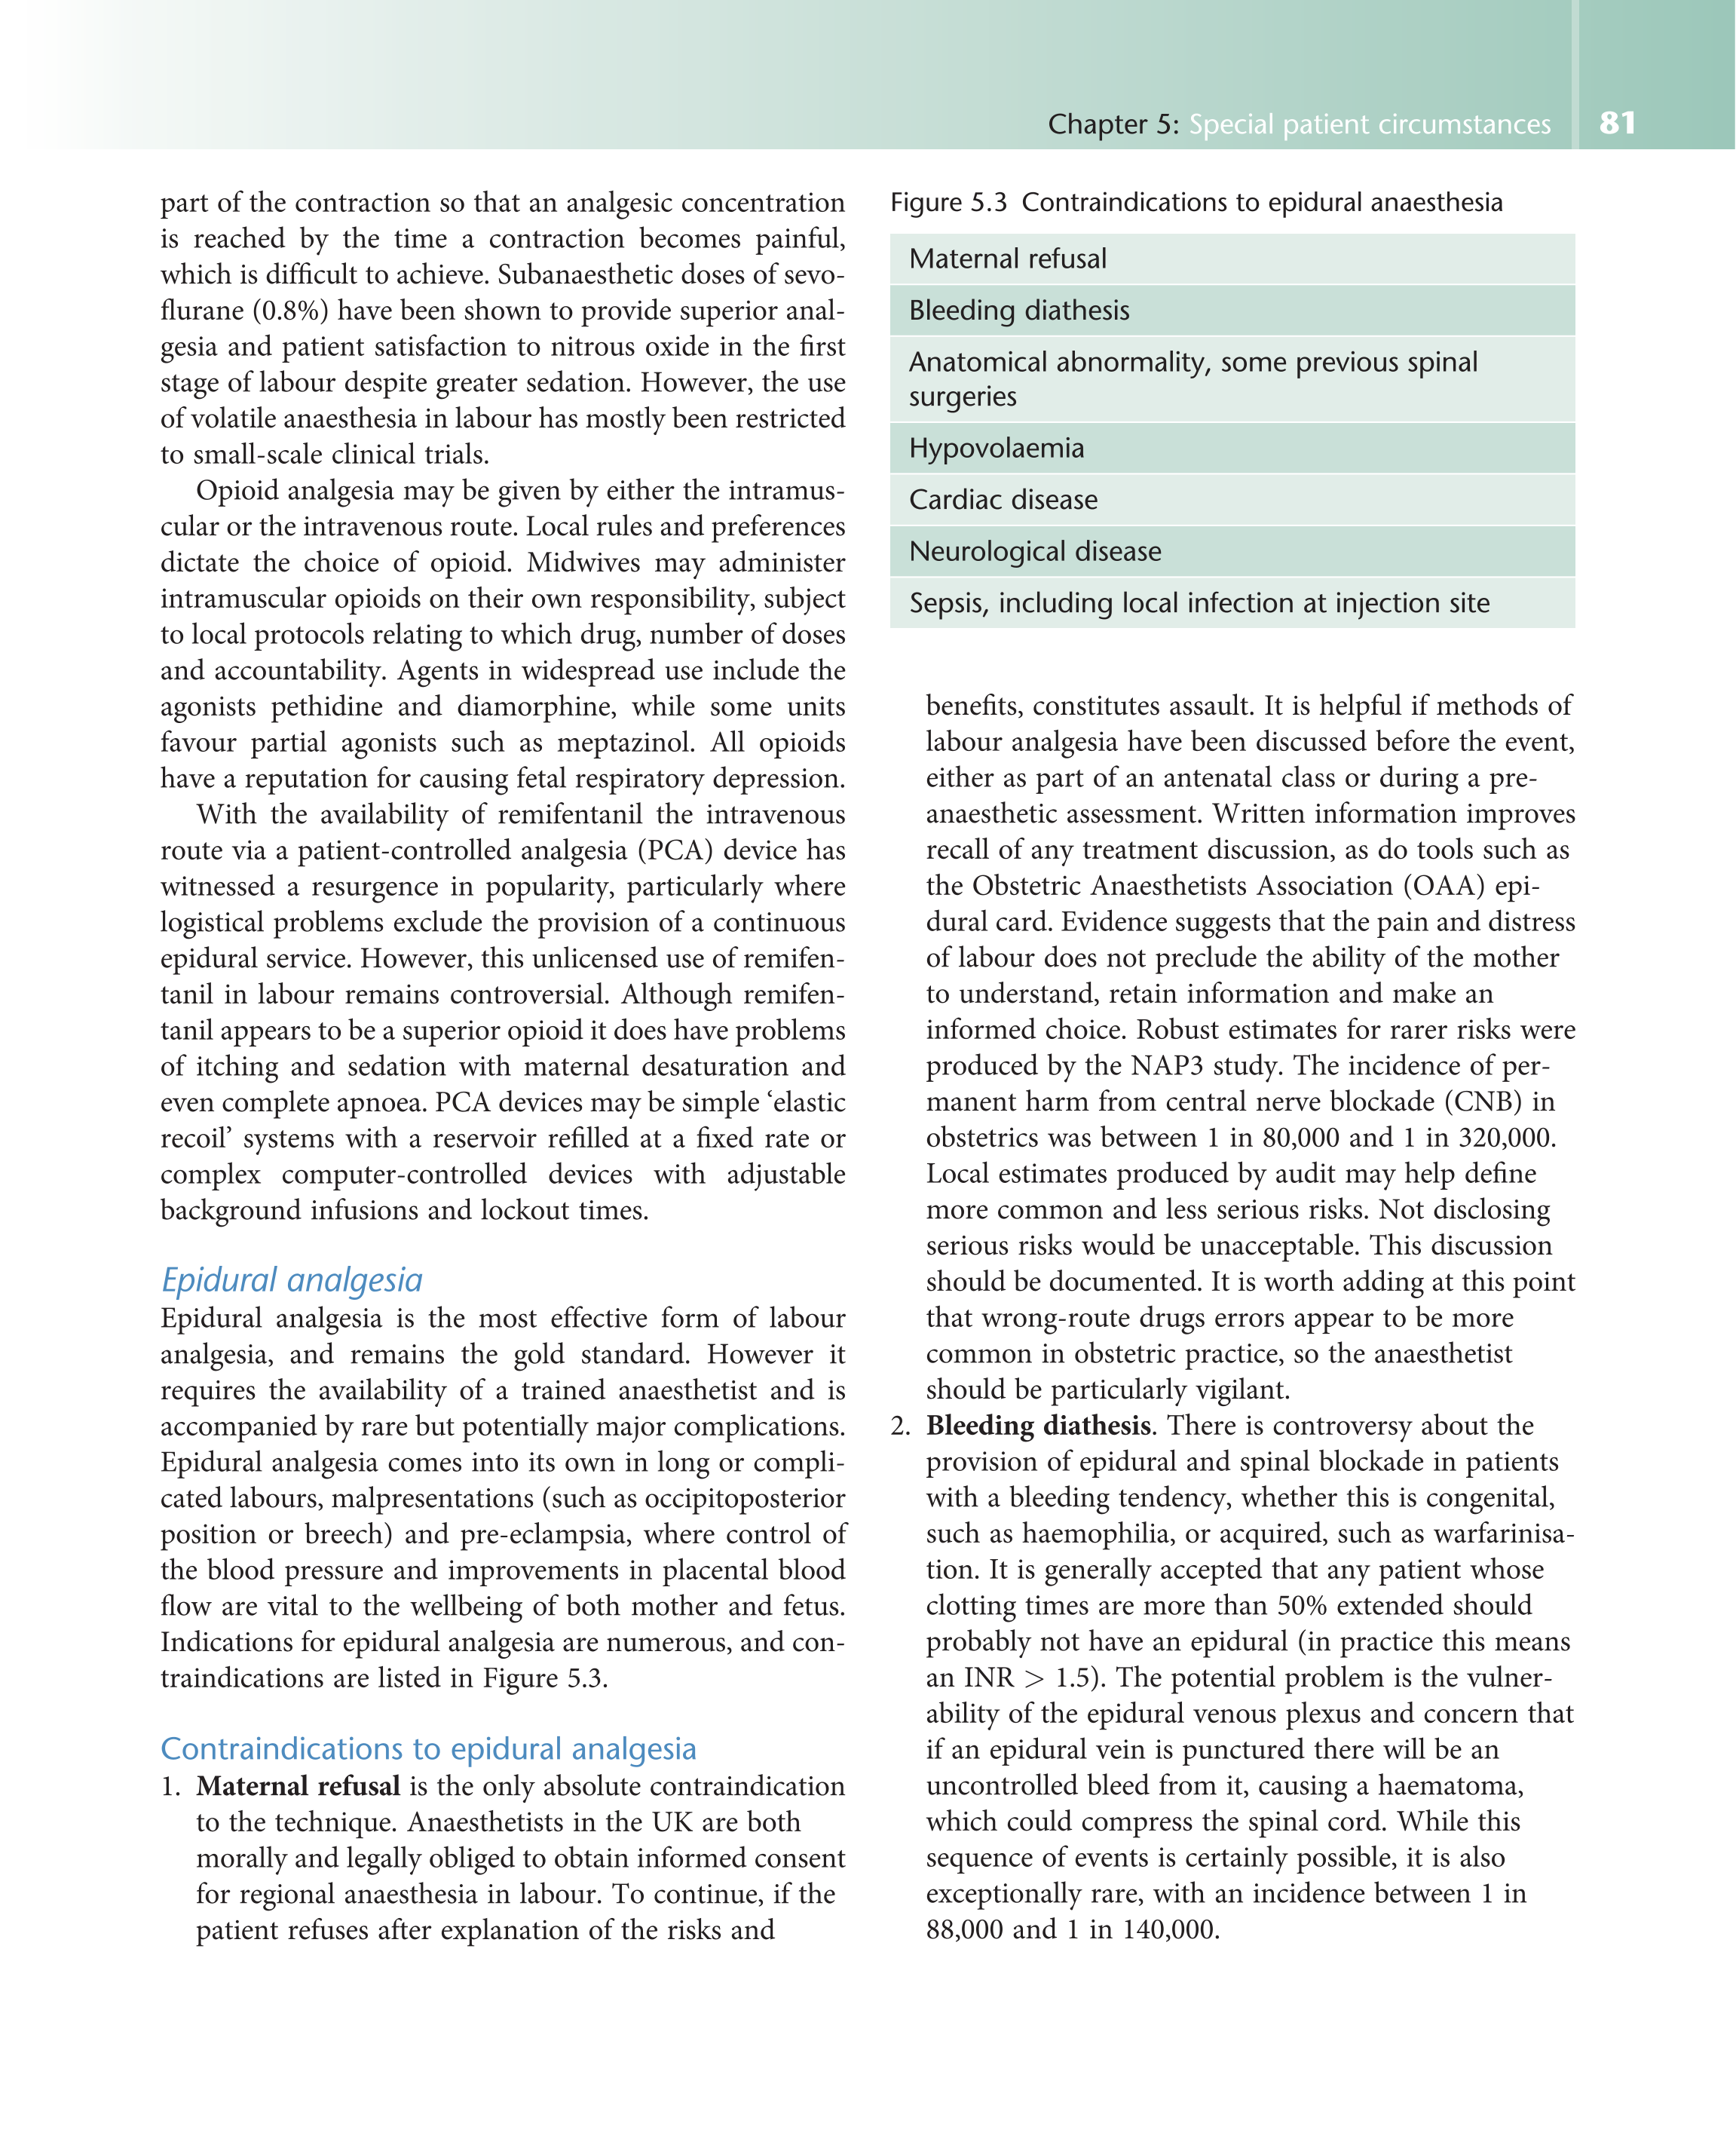 Chapter 5: Special patient circumstances 81
part of the contraction so that an analgesic concentration
is reached by the time a contraction becomes painful,
which is difficult to achieve. Subanaesthetic doses of sevo-
flurane (0.8%) have been shown to provide superior anal-
gesia and patient satisfaction to nitrous oxide in the first
stage of labour despite greater sedation. However, the use
of volatile anaesthesia in labour has mostly been restricted
to small-scale clinical trials.
Opioid analgesia may be given by either the intramus-
cular or the intravenous route. Local rules and preferences
dictate the choice of opioid. Midwives may administer
intramuscular opioids on their own responsibility, subject
to local protocols relating to which drug, number of doses
and accountability. Agents in widespread use include the
agonists pethidine and diamorphine, while some units
favour partial agonists such as meptazinol. All opioids
have a reputation for causing fetal respiratory depression.
With the availability of remifentanil the intravenous
route via a patient-controlled analgesia (PCA) device has
witnessed a resurgence in popularity, particularly where
logistical problems exclude the provision of a continuous
epidural service. However, this unlicensed use of remifen-
tanil in labour remains controversial. Although remifen-
tanil appears to be a superior opioid it does have problems
of itching and sedation with maternal desaturation and
even complete apnoea. PCA devices may be simple ‘elastic
recoil’ systems with a reservoir refilled at a fixed rate or
complex computer-controlled devices with adjustable
background infusions and lockout times.
Epidural analgesia
Epidural analgesia is the most effective form of labour
analgesia, and remains the gold standard. However it
requires the availability of a trained anaesthetist and is
accompanied by rare but potentially major complications.
Epidural analgesia comes into its own in long or compli-
cated labours, malpresentations (such as occipitoposterior
position or breech) and pre-eclampsia, where control of
the blood pressure and improvements in placental blood
flow are vital to the wellbeing of both mother and fetus.
Indications for epidural analgesia are numerous, and con-
traindications are listed in Figure 5.3.
Contraindications to epidural analgesia
1. Maternal refusal is the only absolute contraindication
to the technique. Anaesthetists in the UK are both
morally and legally obliged to obtain informed consent
for regional anaesthesia in labour. To continue, if the
patient refuses after explanation of the risks and
Figure 5.3 Contraindications to epidural anaesthesia
Maternal refusal
Bleeding diathesis
Anatomical abnormality, some previous spinal
surgeries
Hypovolaemia
Cardiac disease
Neurological disease
Sepsis, including local infection at injection site
benefits, constitutes assault. It is helpful if methods of
labour analgesia have been discussed before the event,
either as part of an antenatal class or during a pre-
anaesthetic assessment. Written information improves
recall of any treatment discussion, as do tools such as
the Obstetric Anaesthetists Association (OAA) epi-
dural card. Evidence suggests that the pain and distress
of labour does not preclude the ability of the mother
to understand, retain information and make an
informed choice. Robust estimates for rarer risks were
produced by the NAP3 study. The incidence of per-
manent harm from central nerve blockade (CNB) in
obstetrics was between 1 in 80,000 and 1 in 320,000.
Local estimates produced by audit may help define
more common and less serious risks. Not disclosing
serious risks would be unacceptable. This discussion
should be documented. It is worth adding at this point
that wrong-route drugs errors appear to be more
common in obstetric practice, so the anaesthetist
should be particularly vigilant.
2. Bleeding diathesis. There is controversy about the
provision of epidural and spinal blockade in patients
with a bleeding tendency, whether this is congenital,
such as haemophilia, or acquired, such as warfarinisa-
tion. It is generally accepted that any patient whose
clotting times are more than 50% extended should
probably not have an epidural (in practice this means
an INR > 1.5). The potential problem is the vulner-
ability of the epidural venous plexus and concern that
if an epidural vein is punctured there will be an
uncontrolled bleed from it, causing a haematoma,
which could compress the spinal cord. While this
sequence of events is certainly possible, it is also
exceptionally rare, with an incidence between 1 in
88,000 and 1 in 140,000.